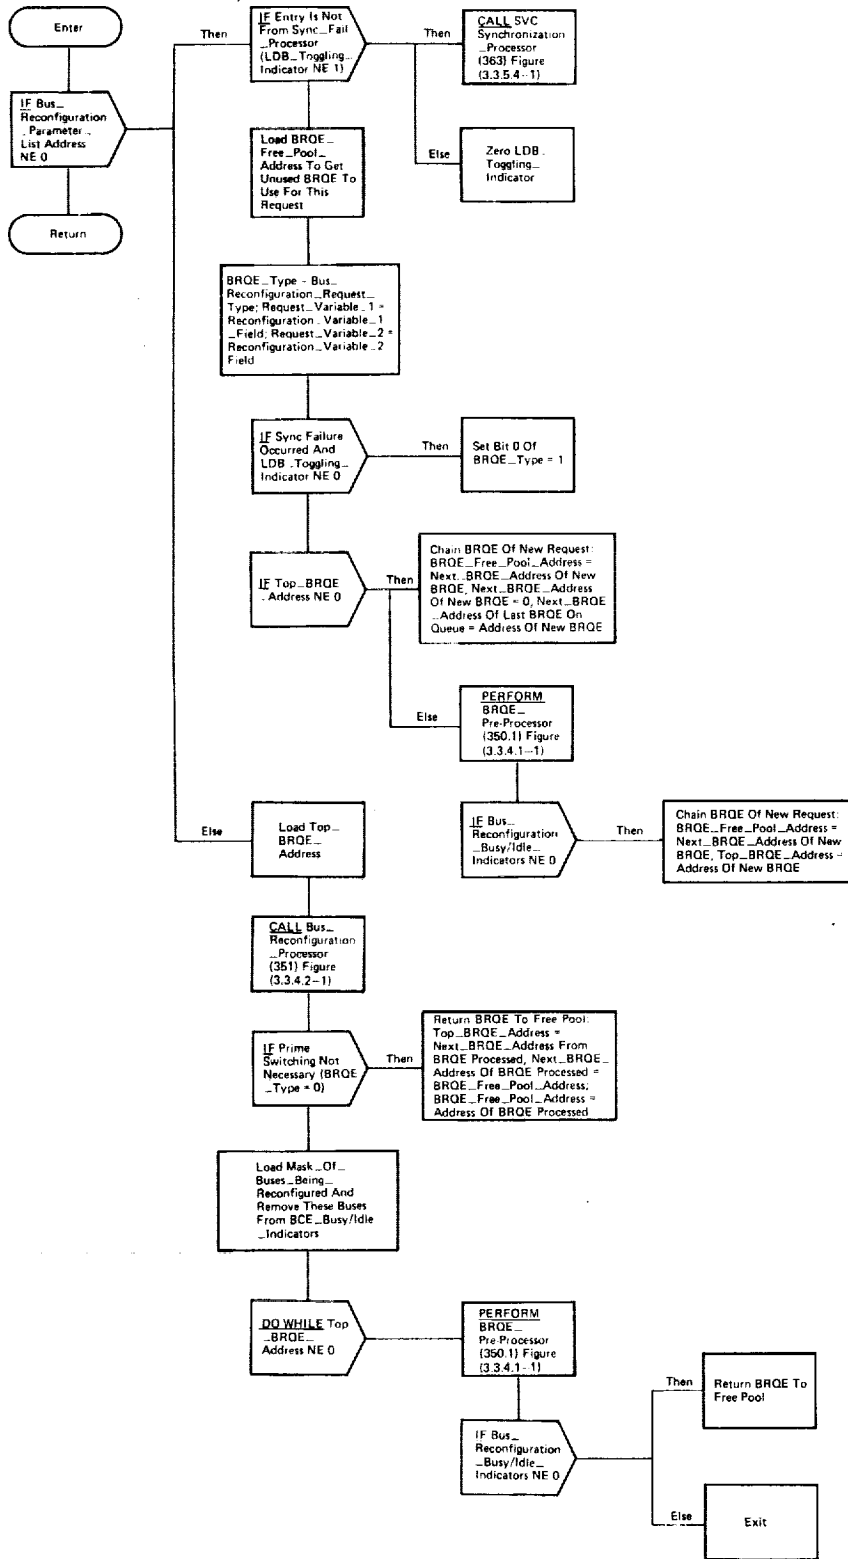 Enter
IF Bus_
Reconfiguration
_Parameter_
List Address
NE 0
Return
Then
IF Entry Is Not
From Sync_Fail
_Processor
(LDB_Toggling_
Indicator NE 1)
Then
CALL SVC
Synchronization
_Processor
(363) Figure
(3.3.5.4-1)
Else
Zero LDB_
Toggling_
Indicator
Load BRQE_
Free_Pool_
Address To Get
Unused BRQE To
Use For This
Request
BRQE_Type = Bus_
Reconfiguration_Request_
Type; Request_Variable_1 =
Reconfiguration_Variable_1
_Field; Request_Variable_2 =
Reconfiguration_Variable_2
Field
IF Sync Failure
Occurred And
LDB_Toggling_
Indicator NE 0
Then
Set Bit 0 Of
BRQE_Type = 1
IF Top_BRQE
_Address NE 0
Then
Chain BRQE Of New Request:
BRQE_Free_Pool_Address =
Next_BRQE_Address Of New
BRQE, Next_BRQE_Address
Of New BRQE = 0, Next_BRQE
_Address Of Last BRQE On
Queue = Address Of New BRQE
Else
PERFORM
BRQE_
Pre-Processor
(350.1) Figure
(3.3.4.1-1)
IF Bus_
Reconfiguration
_Busy/Idle_
Indicators NE 0
Then
Chain BRQE Of New Request:
BRQE_Free_Pool_Address =
Next_BRQE_Address Of New
BRQE, Top_BRQE_Address =
Address Of New BRQE
Else
Load Top_
BRQE_
Address
CALL Bus_
Reconfiguration
_Processor
(351) Figure
(3.3.4.2-1)
IF Prime
Switching Not
Necessary (BRQE
_Type = 0)
Then
Return BRQE To Free Pool:
Top_BRQE_Address =
Next_BRQE_Address From
BRQE Processed, Next_BRQE_
Address Of BRQE Processed =
BRQE_Free_Pool_Address;
BRQE_Free_Pool_Address =
Address Of BRQE Processed
Load Mask_Of_
Buses_Being_
Reconfigured And
Remove These Buses
From BCE_Busy/Idle
_Indicators
DO WHILE Top
_BRQE_
Address NE 0
PERFORM
BRQE_
Pre-Processor
(350.1) Figure
(3.3.4.1-1)
IF Bus_
Reconfiguration
_Busy/Idle_
Indicators NE 0
Then
Return BRQE To
Free Pool
Else
Exit